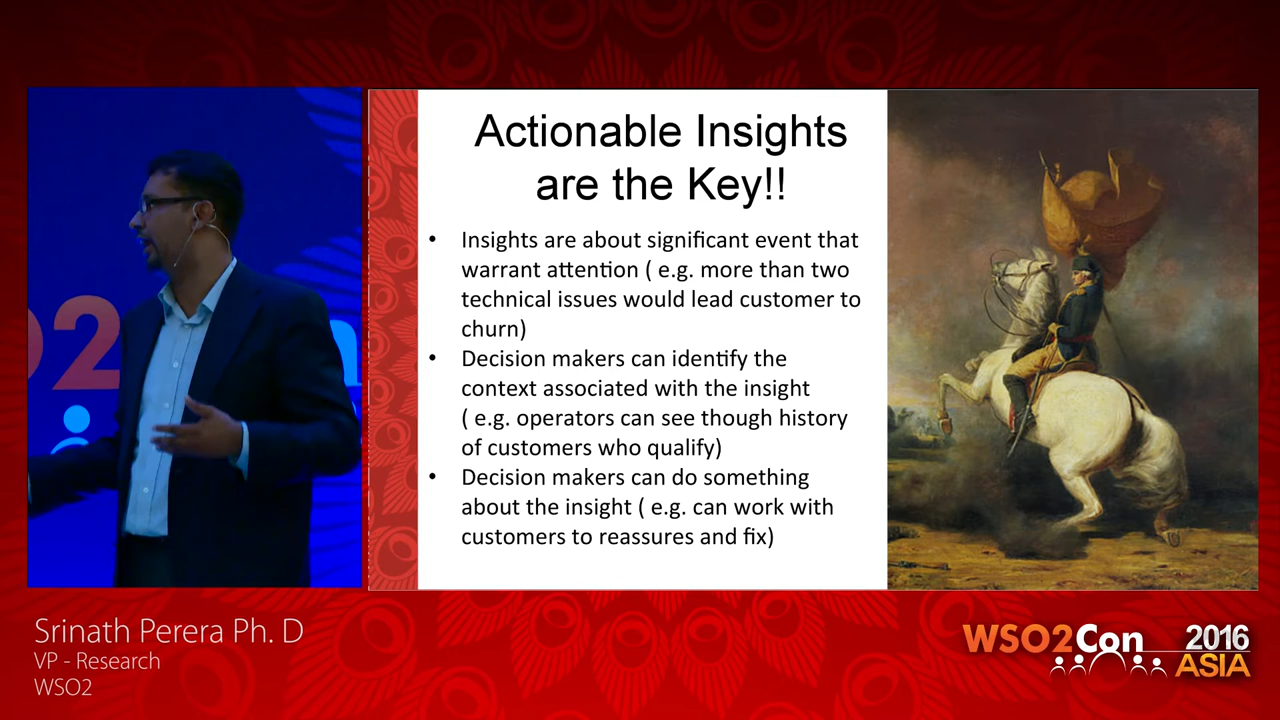 Actionable Insights
are the Key!!
• Insights are about significant event that
warrant attention ( e.g. more than two
technical issues would lead customer to
churn)
• Decision makers can identify the
context associated with the insight
( e.g. operators can see though history
of customers who qualify)
• Decision makers can do something
about the insight ( e.g. can work with
customers to reassures and fix)
O2
n
Srinath Perera Ph. D
VP - Research
WSO2
WSO2Con 2016
ASIA